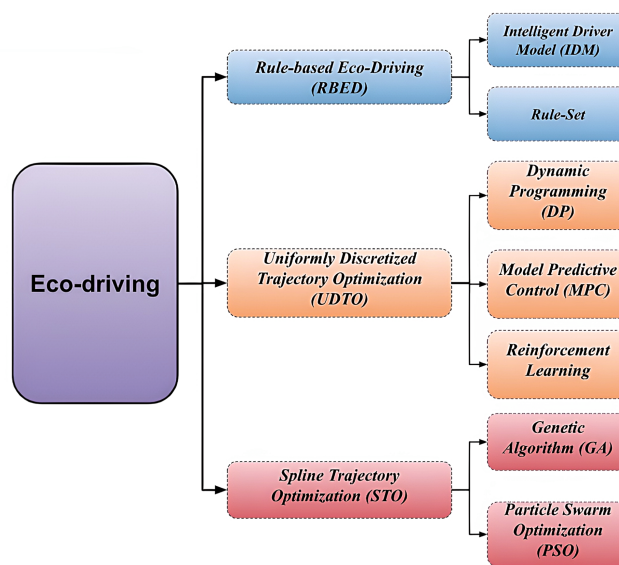 Eco-driving
Rule-based Eco-Driving
(RBED)
Intelligent Driver
Model (IDM)
Rule-Set
Uniformly Discretized
Trajectory Optimization
(UDTO)
Dynamic
Programming
(DP)
Model Predictive
Control (MPC)
Reinforcement
Learning
Spline Trajectory
Optimization (STO)
Genetic
Algorithm (GA)
Particle Swarm
Optimization
(PSO)